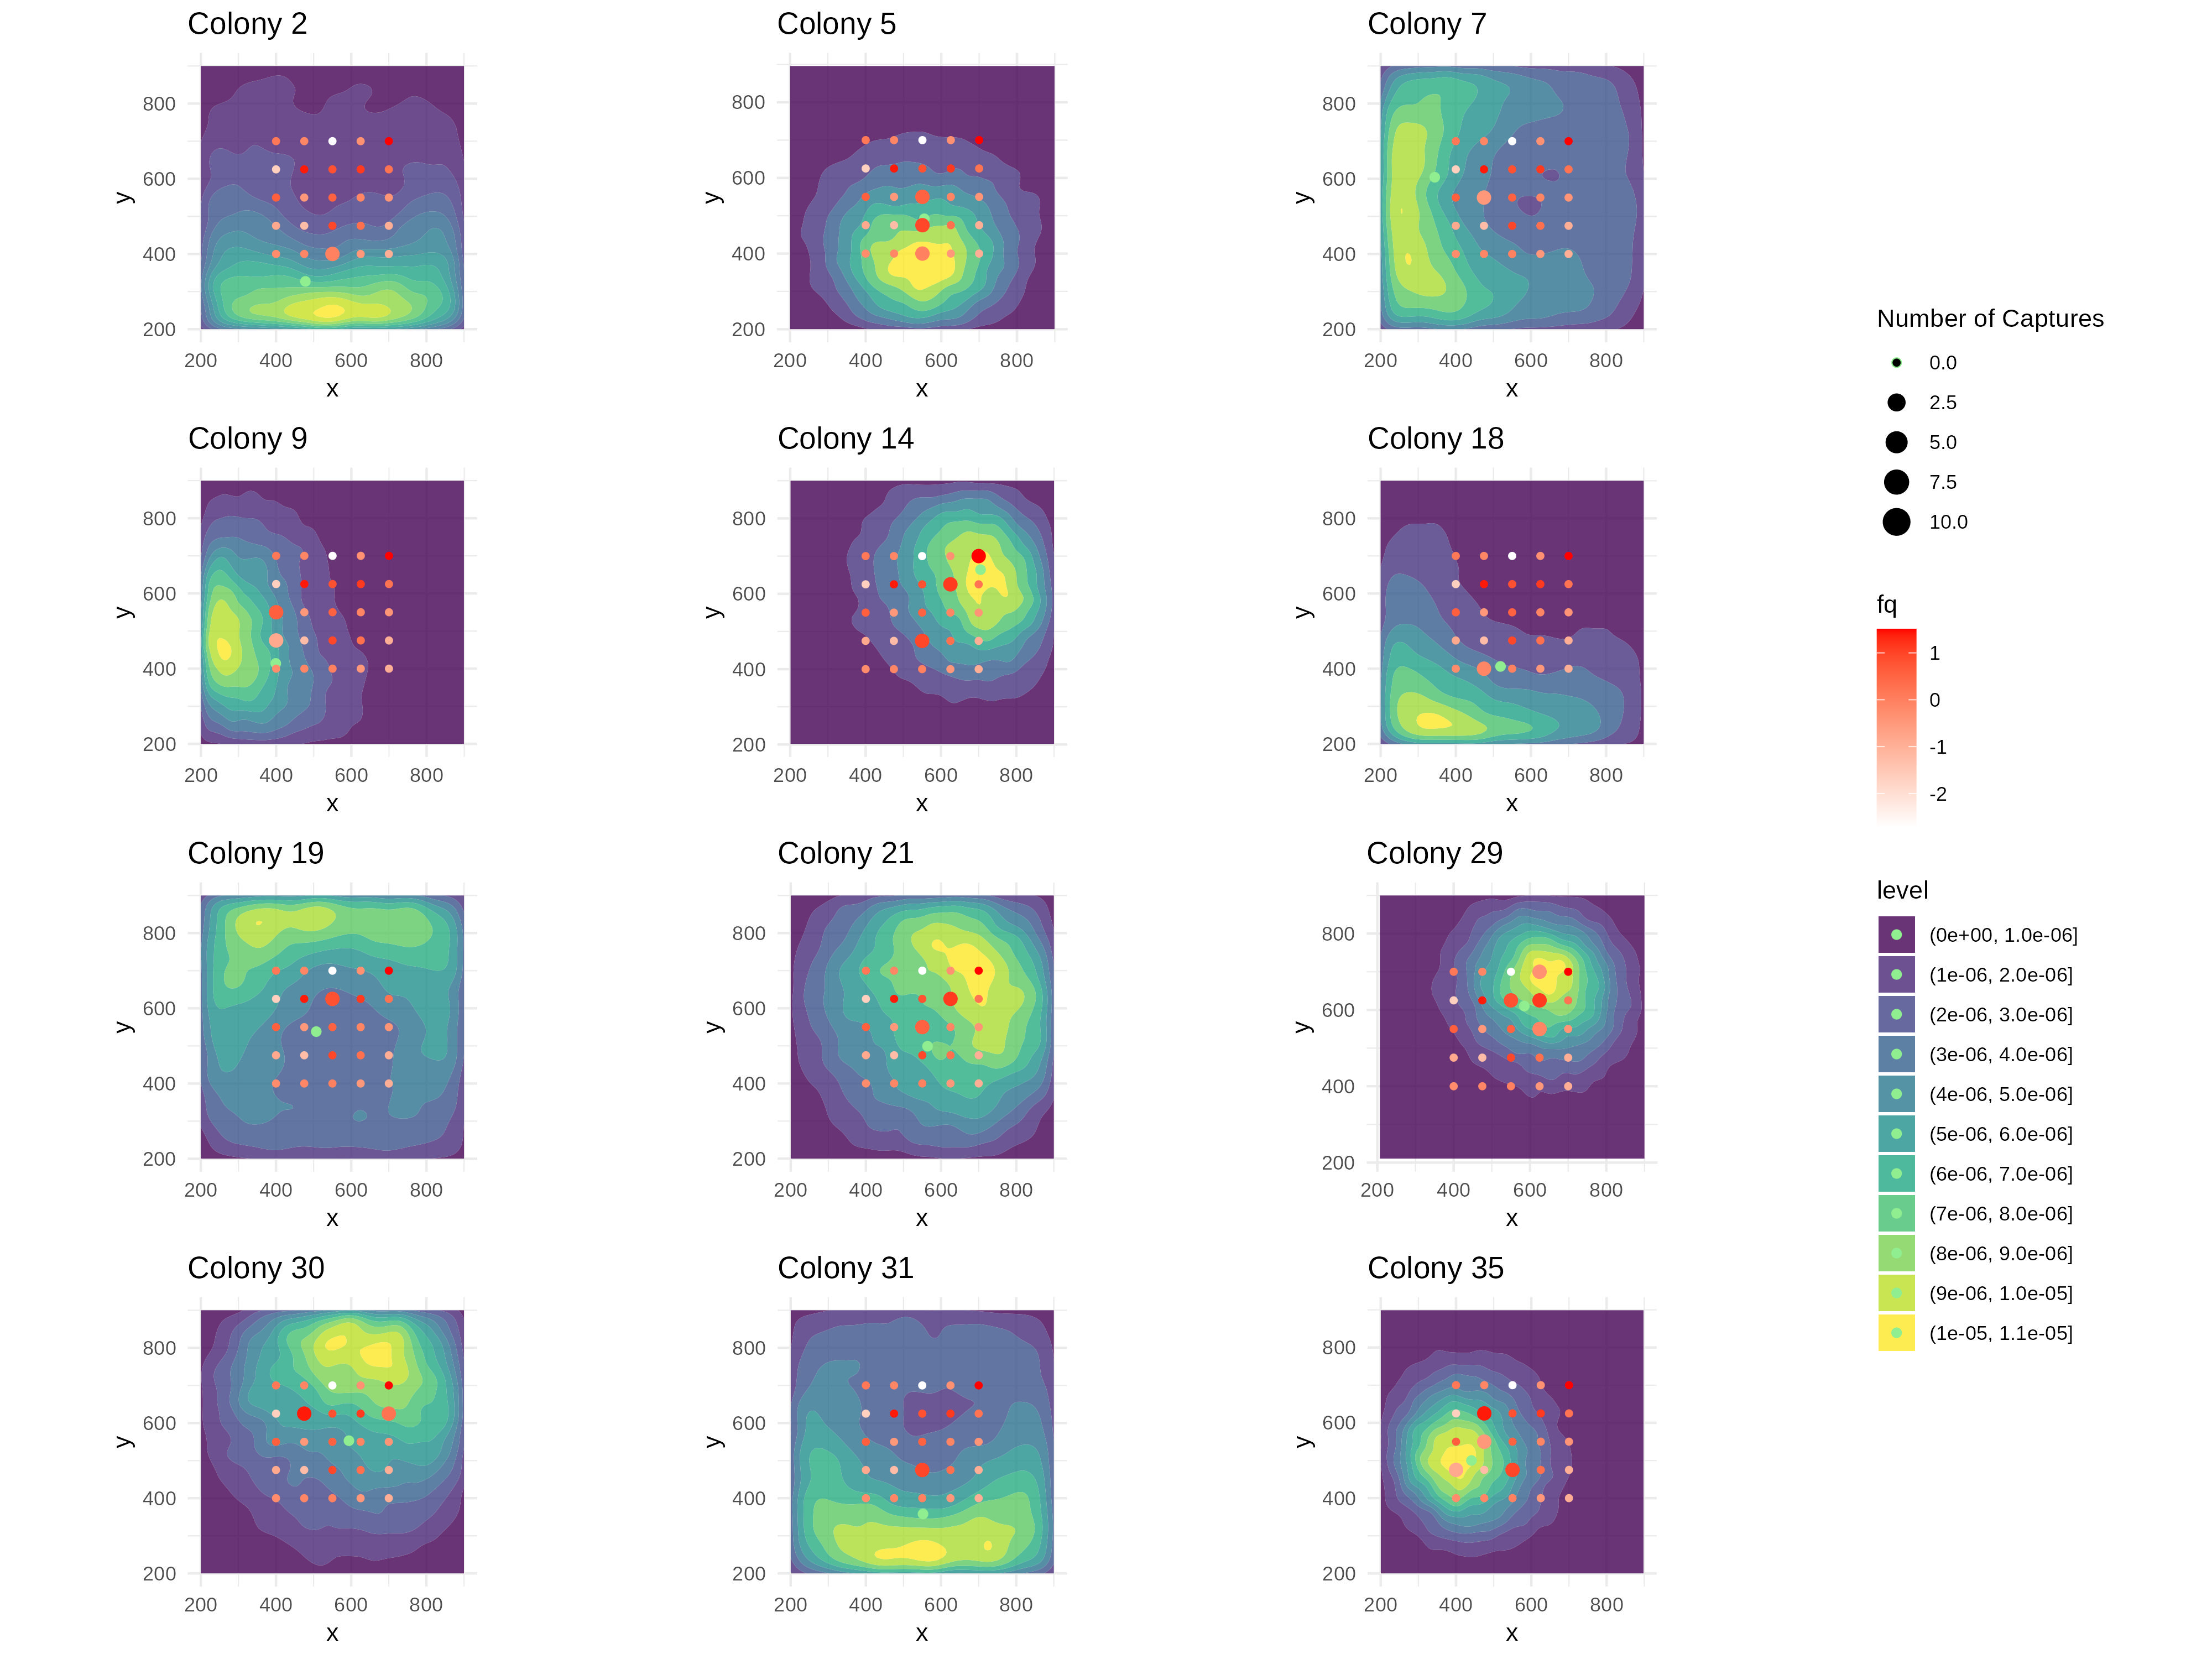 Colony 2
800
600
400
200
y
200 400 600 800
x
Colony 5
800
600
400
200
y
200 400 600 800
x
Colony 7
800
600
400
200
y
200 400 600 800
x
Colony 9
800
600
400
200
y
200 400 600 800
x
Colony 14
800
600
400
200
y
200 400 600 800
x
Colony 18
800
600
400
200
y
200 400 600 800
x
Colony 19
800
600
400
200
y
200 400 600 800
x
Colony 21
800
600
400
200
y
200 400 600 800
x
Colony 29
800
600
400
200
y
200 400 600 800
x
Colony 30
800
600
400
200
y
200 400 600 800
x
Colony 31
800
600
400
200
y
200 400 600 800
x
Colony 35
800
600
400
200
y
200 400 600 800
x
Number of Captures
0.0
2.5
5.0
7.5
10.0
fq
1
0
-1
-2
level
(0e+00, 1.0e-06]
(1e-06, 2.0e-06]
(2e-06, 3.0e-06]
(3e-06, 4.0e-06]
(4e-06, 5.0e-06]
(5e-06, 6.0e-06]
(6e-06, 7.0e-06]
(7e-06, 8.0e-06]
(8e-06, 9.0e-06]
(9e-06, 1.0e-05]
(1e-05, 1.1e-05]